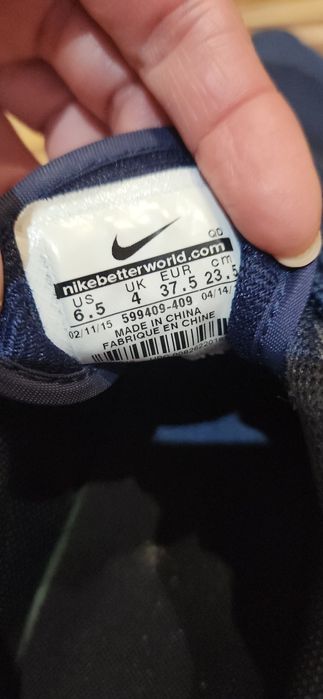 QD
nikebetterworld.com
US UK EUR cm
6.5 4 37.5 23.5
02/11/15 599409-409 04/14/
MADE IN CHINA
FABRIQUE EN CHINE